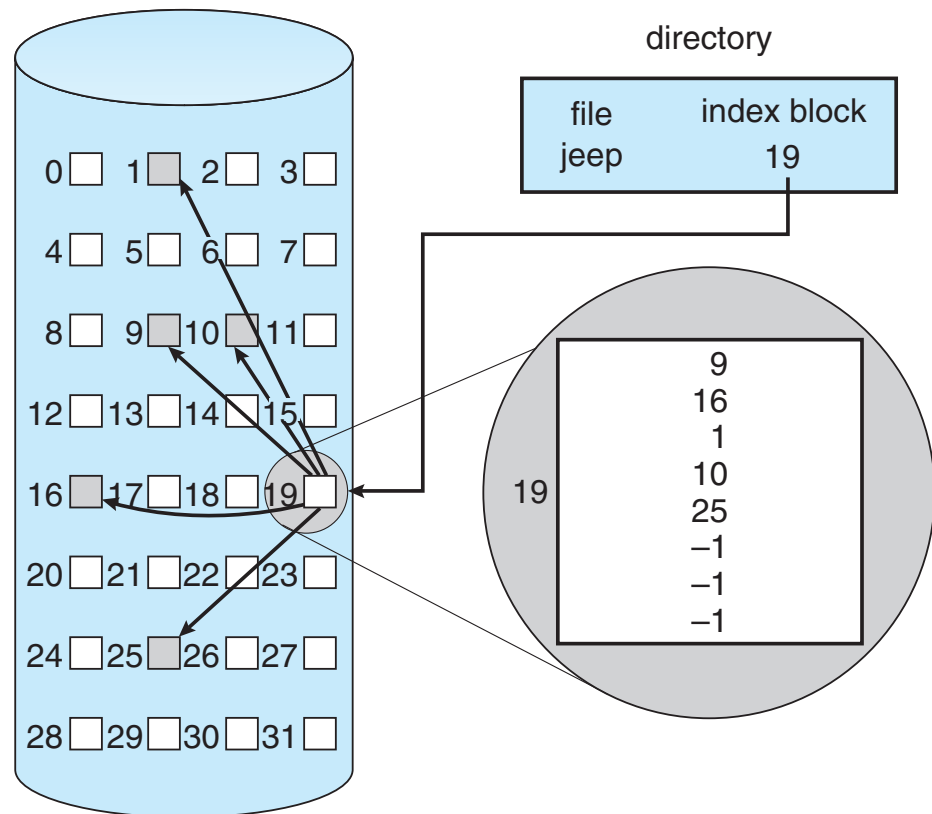 directory
file index block
jeep 19
0 1 2 3
4 5 6 7
8 9 10 11
12 13 14 15
16 17 18 19
20 21 22 23
24 25 26 27
28 29 30 31
19
9
16
1
10
25
–1
–1
–1